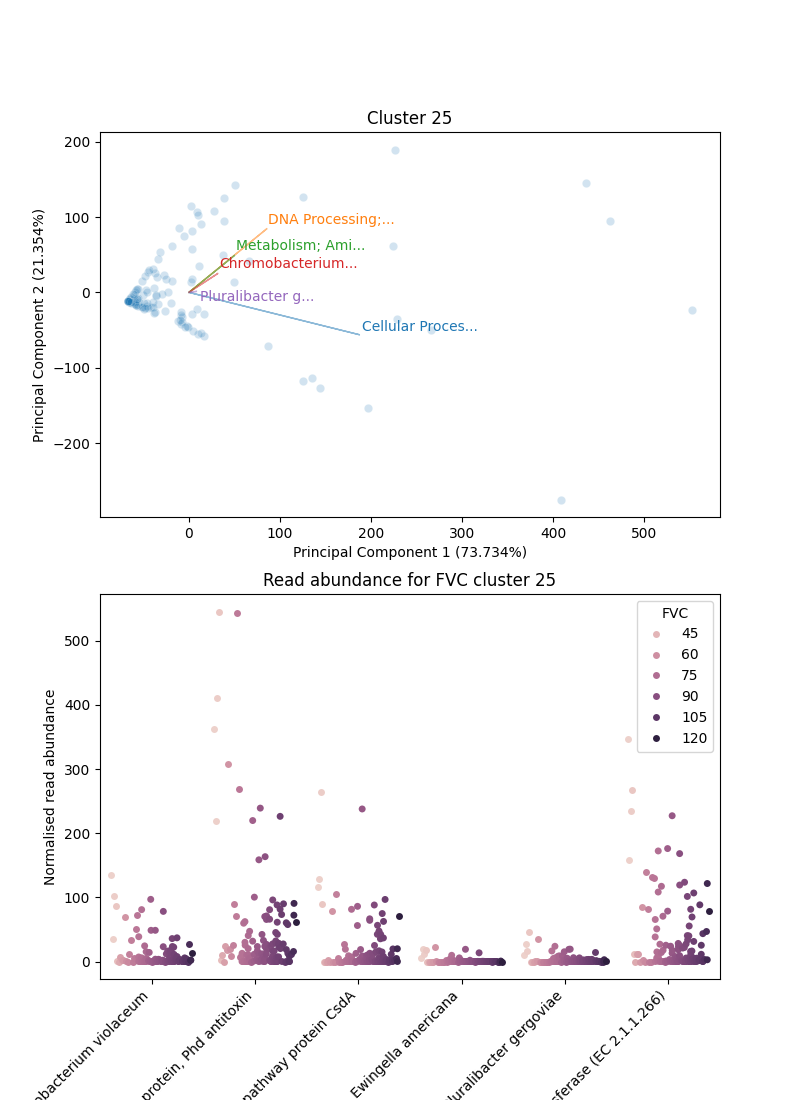 Cluster 25
200
100
0
−100
−200
Principal Component 2 (21.354%)
DNA Processing;...
Metabolism; Ami...
Chromobacterium...
Pluralibacter g...
Cellular Proces...
0 100 200 300 400 500
Principal Component 1 (73.734%)
Read abundance for FVC cluster 25
500
400
300
200
100
0
Normalised read abundance
FVC
45
60
75
90
105
120
obacterium violaceum
protein, Phd antitoxin
pathway protein CsdA
Ewingella americana
luralibacter gergoviae
sferase (EC 2.1.1.266)